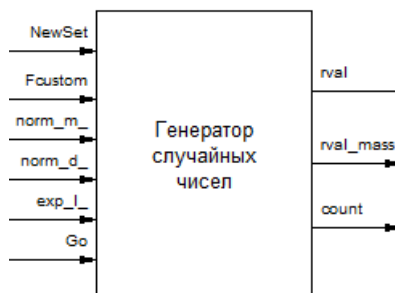 NewSet
Fcustom
norm_m_
norm_d_
exp_l_
Go
Генератор
случайных
чисел
rval
rval_mass
count